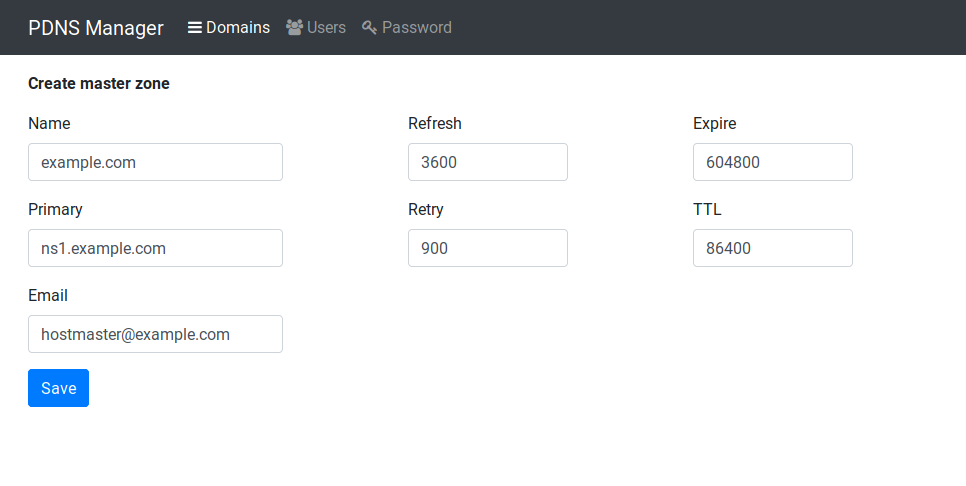 PDNS Manager Domains Users Password
Create master zone
Name Refresh Expire
example.com 3600 604800
Primary Retry TTL
ns1.example.com 900 86400
Email
hostmaster@example.com
Save